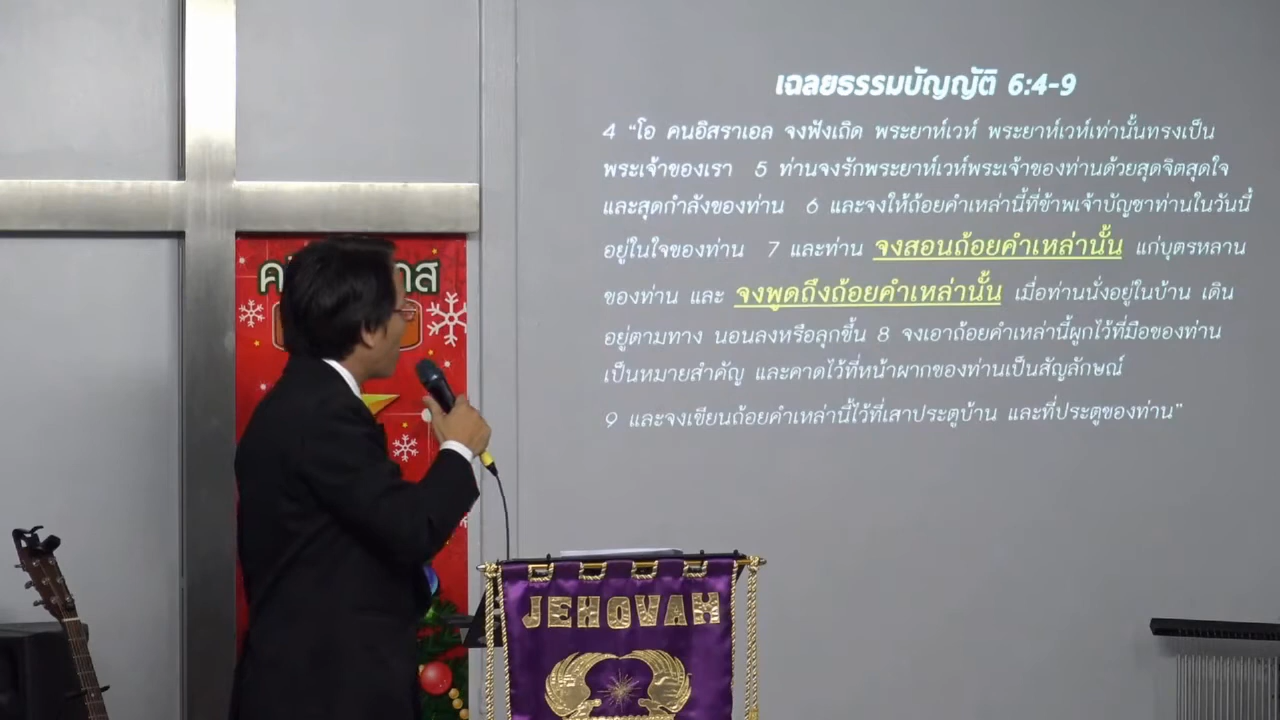 เฉลยธรรมบัญญัติ 6:4-9
4 “โอ คนอิสราเอล จงฟังเถิด พระยาห์เวห์ พระยาห์เวห์เท่านั้นทรงเป็น
พระเจ้าของเรา 5 ท่านจงรักพระยาห์เวห์พระเจ้าของท่านด้วยสุดจิตสุดใจ
และสุดกำลังของท่าน 6 และจงให้ถ้อยคำเหล่านี้ที่ข้าพเจ้าบัญชาท่านในวันนี้
อยู่ในใจของท่าน 7 และท่าน จงสอนถ้อยคำเหล่านั้น แก่บุตรหลาน
ของท่าน และ จงพูดถึงถ้อยคำเหล่านั้น เมื่อท่านนั่งอยู่ในบ้าน เดิน
อยู่ตามทาง นอนลงหรือลุกขึ้น 8 จงเอาถ้อยคำเหล่านี้ผูกไว้ที่มือของท่าน
เป็นหมายสำคัญ และคาดไว้ที่หน้าผากของท่านเป็นสัญลักษณ์
9 และจงเขียนถ้อยคำเหล่านี้ไว้ที่เสาประตูบ้าน และที่ประตูของท่าน”
JEHOVAH